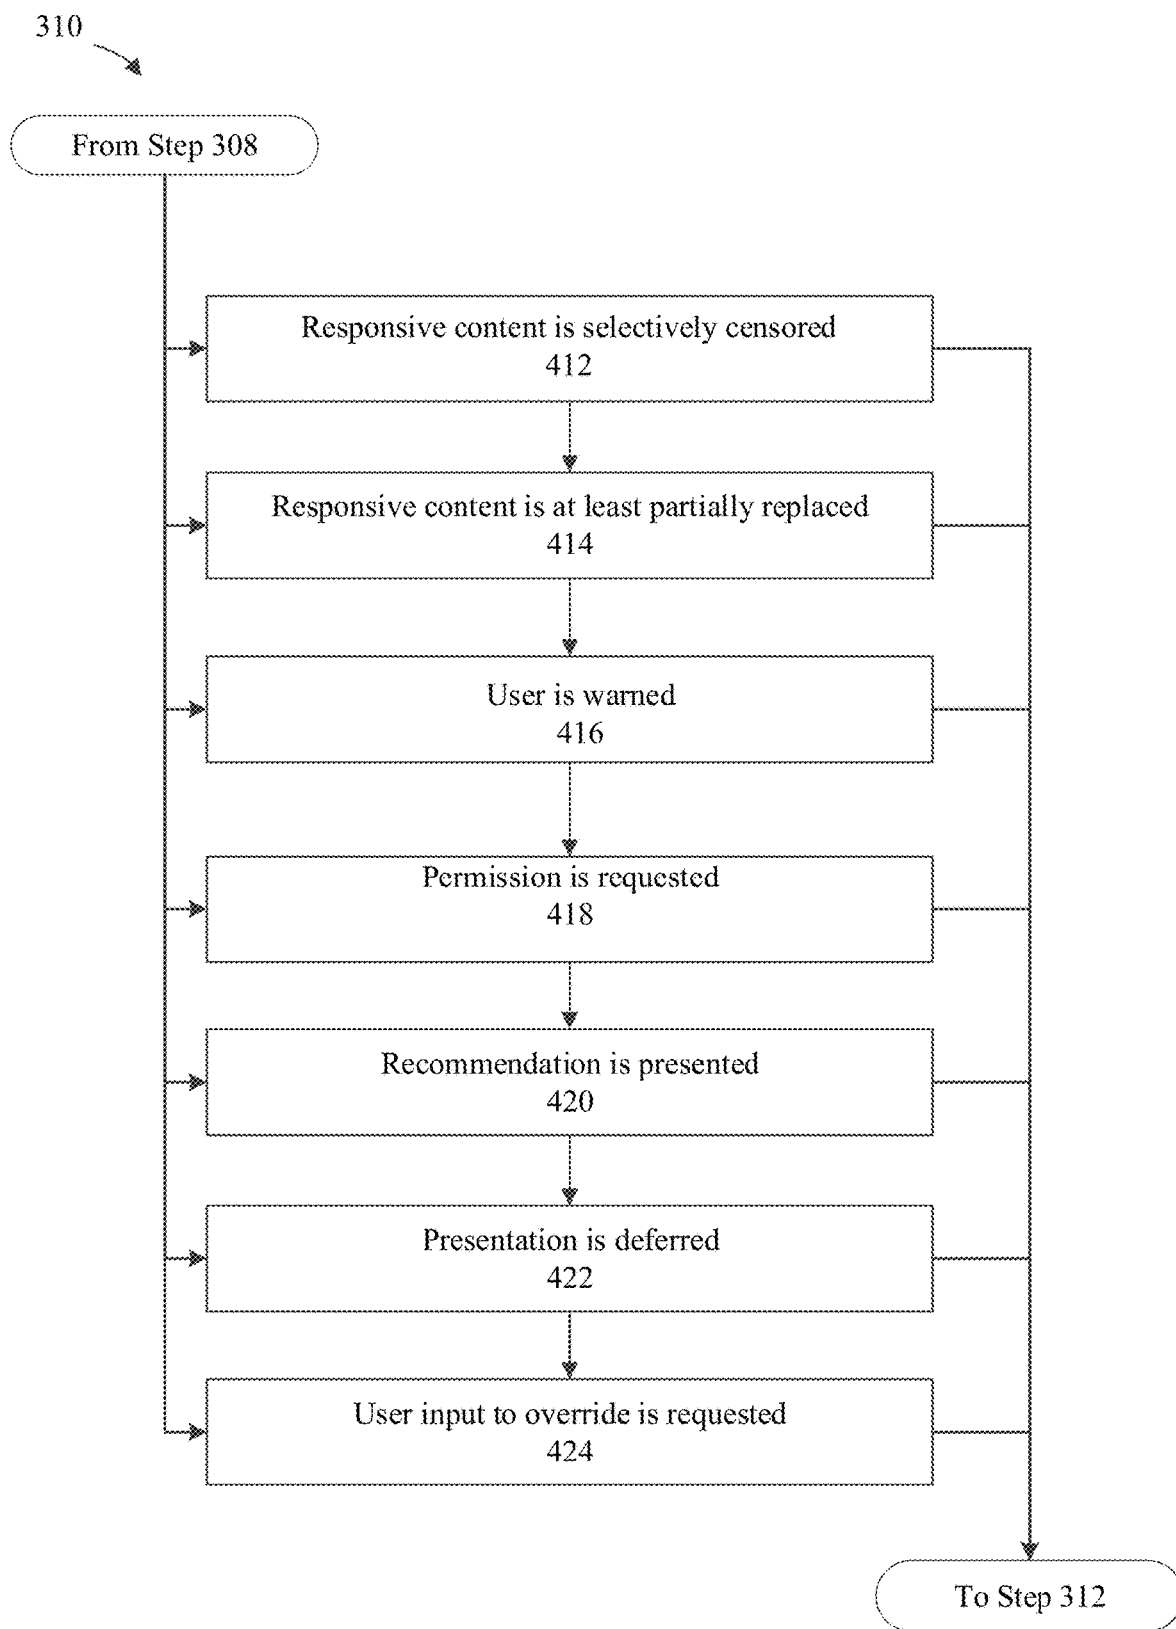 310
From Step 308
Responsive content is selectively censored
412
Responsive content is at least partially replaced
414
User is warned
416
Permission is requested
418
Recommendation is presented
420
Presentation is deferred
422
User input to override is requested
424
To Step 312